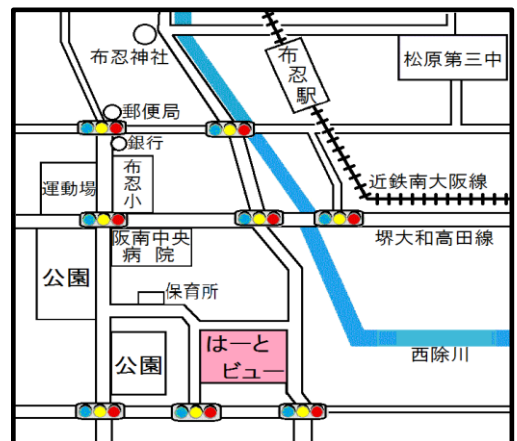 布忍神社
布忍駅
松原第三中
郵便局
銀行
運動場
布忍小
近鉄南大阪線
阪南中央
病院
堺大和高田線
公園
保育所
はーと
ビュー
公園
西除川